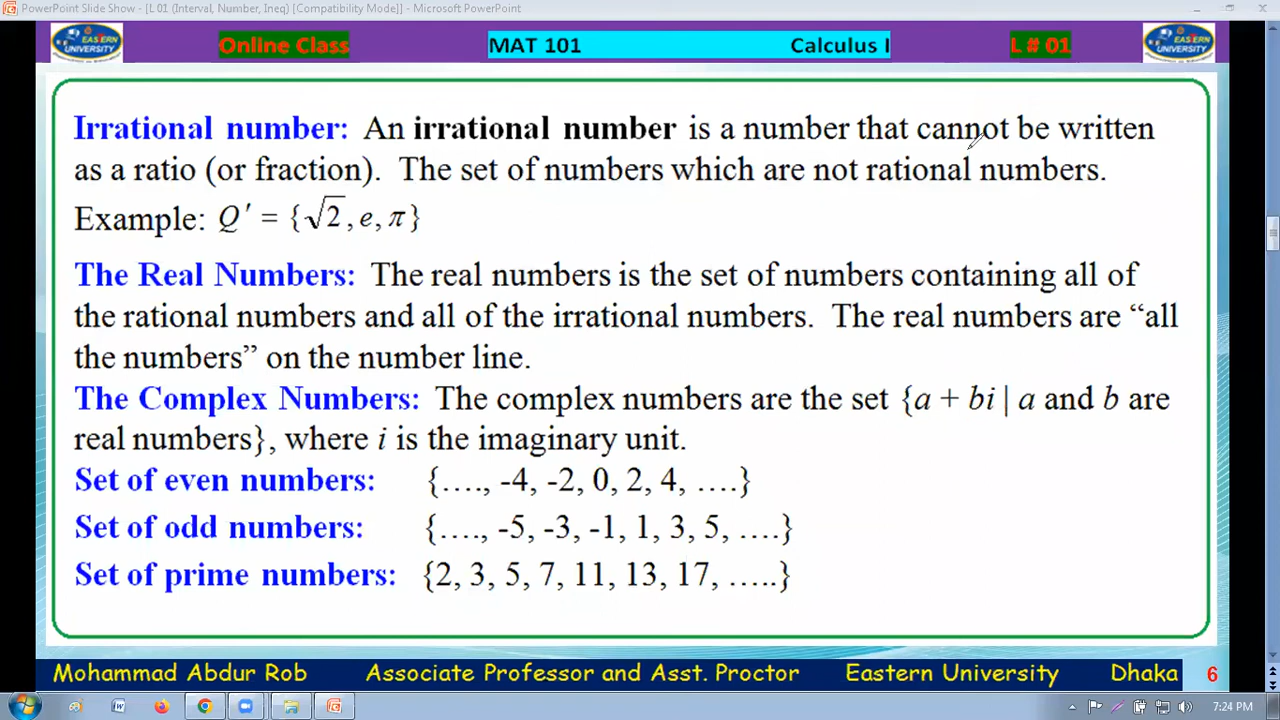 PowerPoint Slide Show - [L 01 (Interval, Number, Ineq) [Compatibility Mode]] - Microsoft PowerPoint
EASTERN UNIVERSITY Online Class MAT 101 Calculus I L # 01 EASTERN UNIVERSITY
Irrational number: An irrational number is a number that cannot be written
as a ratio (or fraction). The set of numbers which are not rational numbers.
Example: Q′ = {√2, e, π}
The Real Numbers: The real numbers is the set of numbers containing all of
the rational numbers and all of the irrational numbers. The real numbers are “all
the numbers” on the number line.
The Complex Numbers: The complex numbers are the set {a + bi | a and b are
real numbers}, where i is the imaginary unit.
Set of even numbers: {…., -4, -2, 0, 2, 4, ….}
Set of odd numbers: {…., -5, -3, -1, 1, 3, 5, ….}
Set of prime numbers: {2, 3, 5, 7, 11, 13, 17, …..}
Mohammad Abdur Rob Associate Professor and Asst. Proctor Eastern University Dhaka 6
7:24 PM